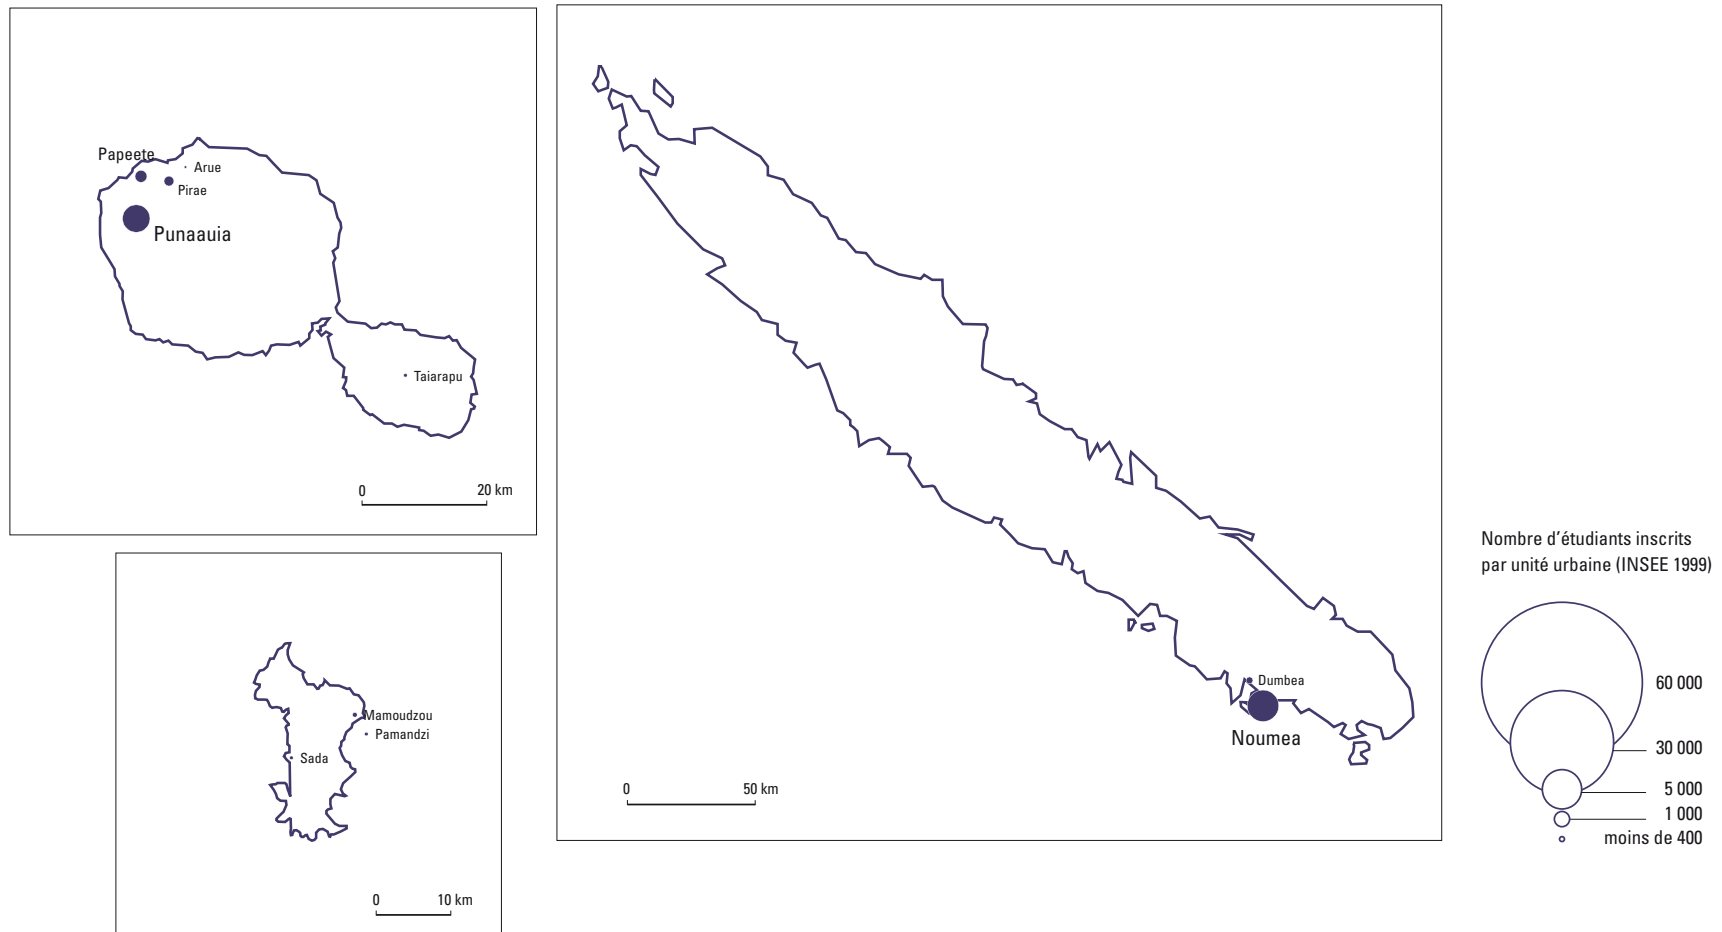 Papeete
Arue
Pirae
Punaauia
Taiarapu
0 20 km
Mamoudzou
Pamandzi
Sada
0 10 km
Dumbea
Noumea
0 50 km
Nombre d'étudiants inscrits
par unité urbaine (INSEE 1999)
60 000
30 000
5 000
1 000
moins de 400